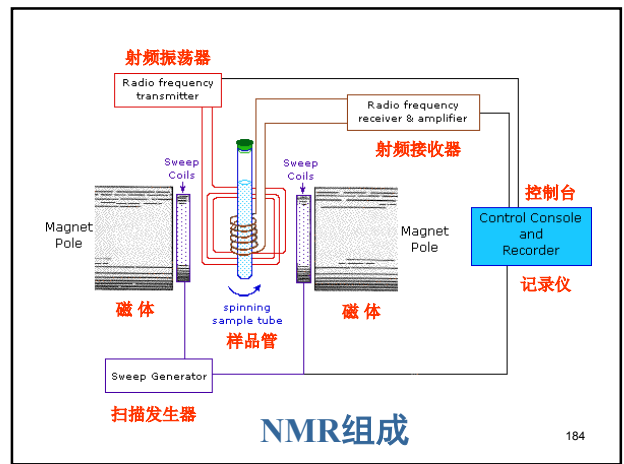 射频振荡器
Radio frequency
transmitter
Radio frequency
receiver & amplifier
射频接收器
Sweep
Coils
Sweep
Coils
控制台
Control Console
and
Recorder
记录仪
Magnet
Pole
Magnet
Pole
磁 体
磁 体
spinning
sample tube
样品管
Sweep Generator
扫描发生器
NMR组成
184